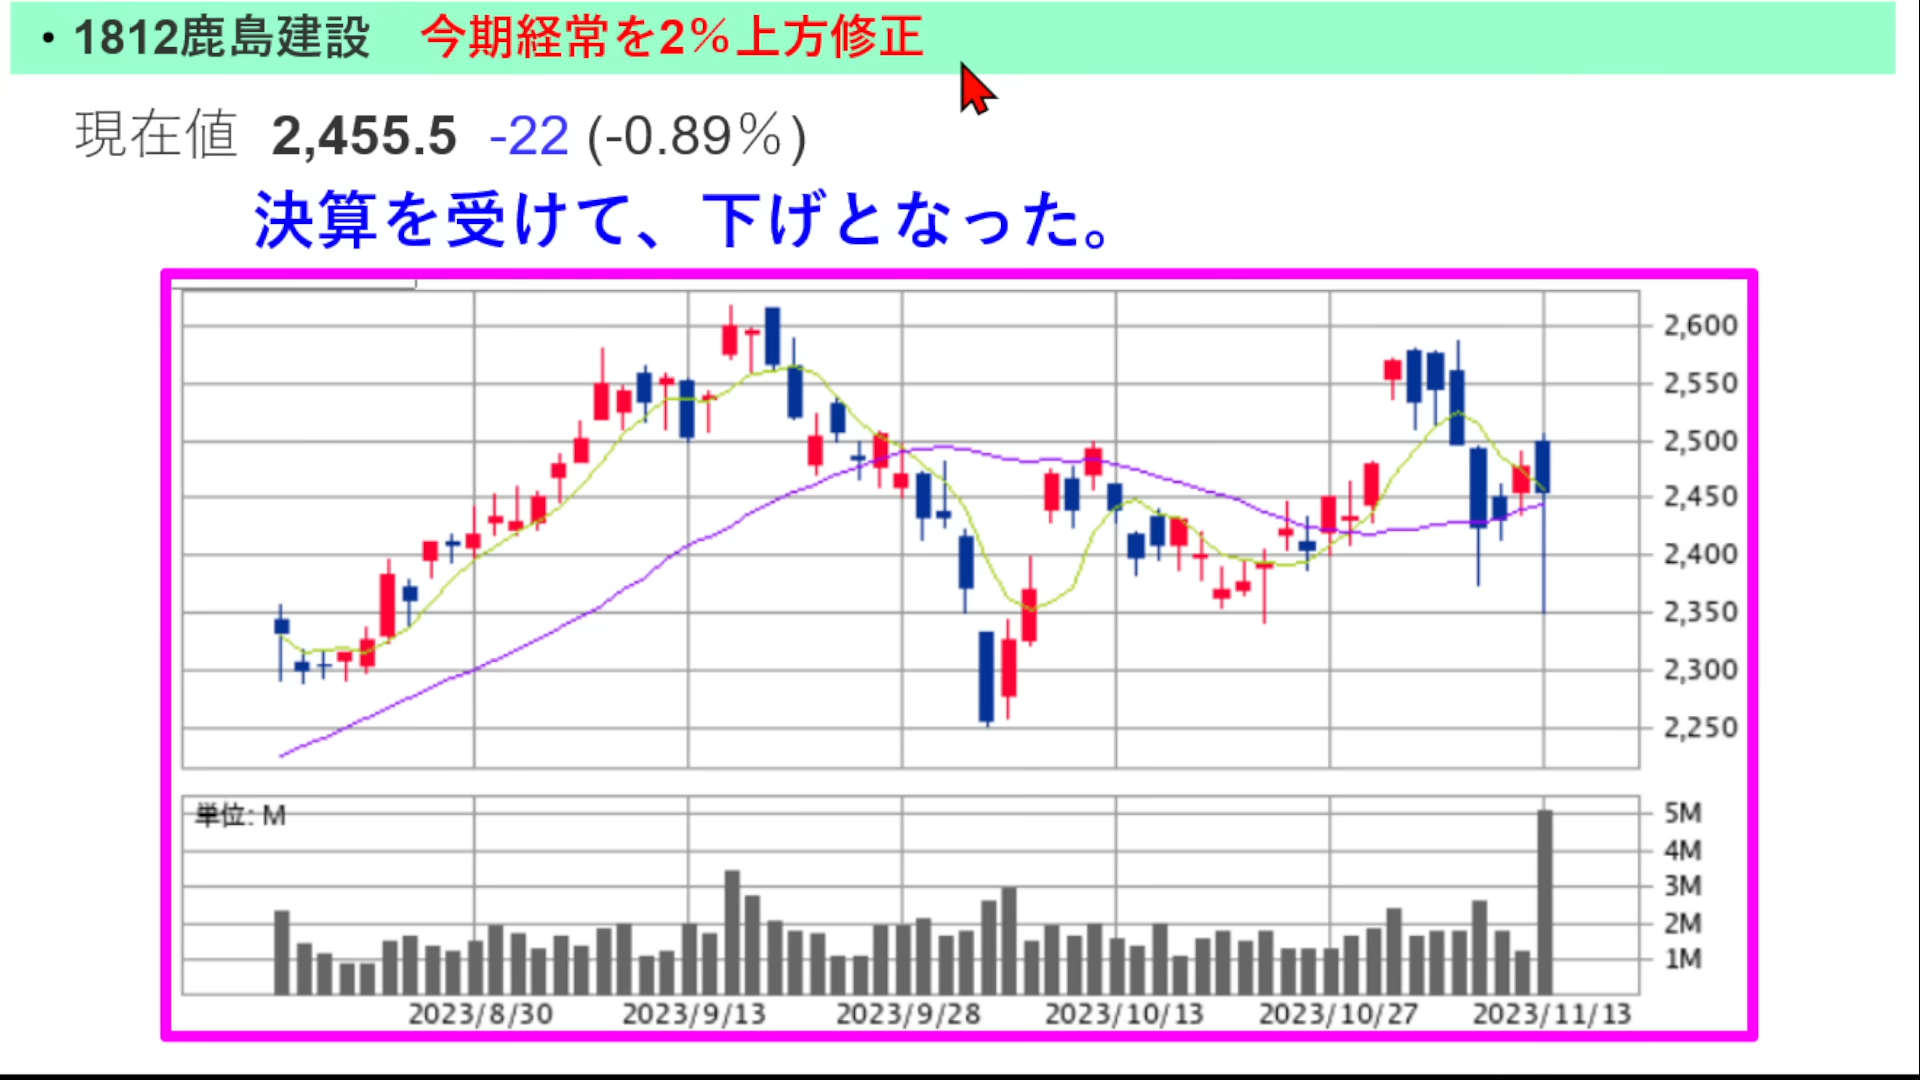 ・1812鹿島建設　今期経常を2％上方修正
現在値 2,455.5 -22 (-0.89％)
決算を受けて、下げとなった。
2,600
2,550
2,500
2,450
2,400
2,350
2,300
2,250
単位: M
5M
4M
3M
2M
1M
2023/8/30 2023/9/13 2023/9/28 2023/10/13 2023/10/27 2023/11/13